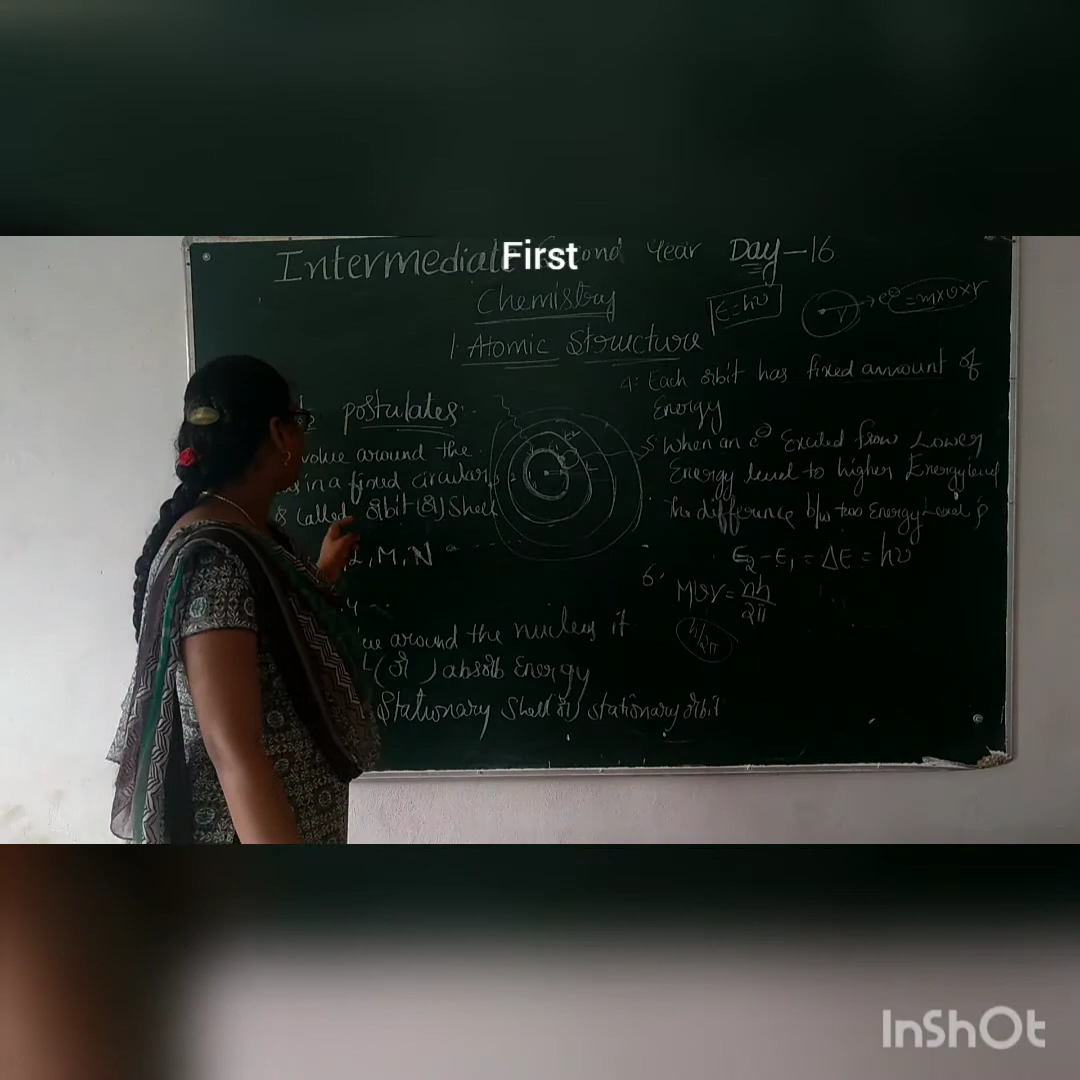 Intermediate Second Year Day-16
First
Chemistry
E=hυ
e⊖ = m×υ×r
1. Atomic Structure
postulates
volve around the
in a fixed circular
is called orbit (or) shell
L, M, N
around the nucleus it
(or) absorb Energy
Stationary shell (or) stationary orbit
4. Each orbit has fixed amount of
Energy
5. When an e⊖ Excited from Lower
Energy level to higher Energy level
The difference b/w two Energy Level is
E2 - E1 = ΔE = hυ
6.
Mυr = nh/2π
h/2π
InShOt